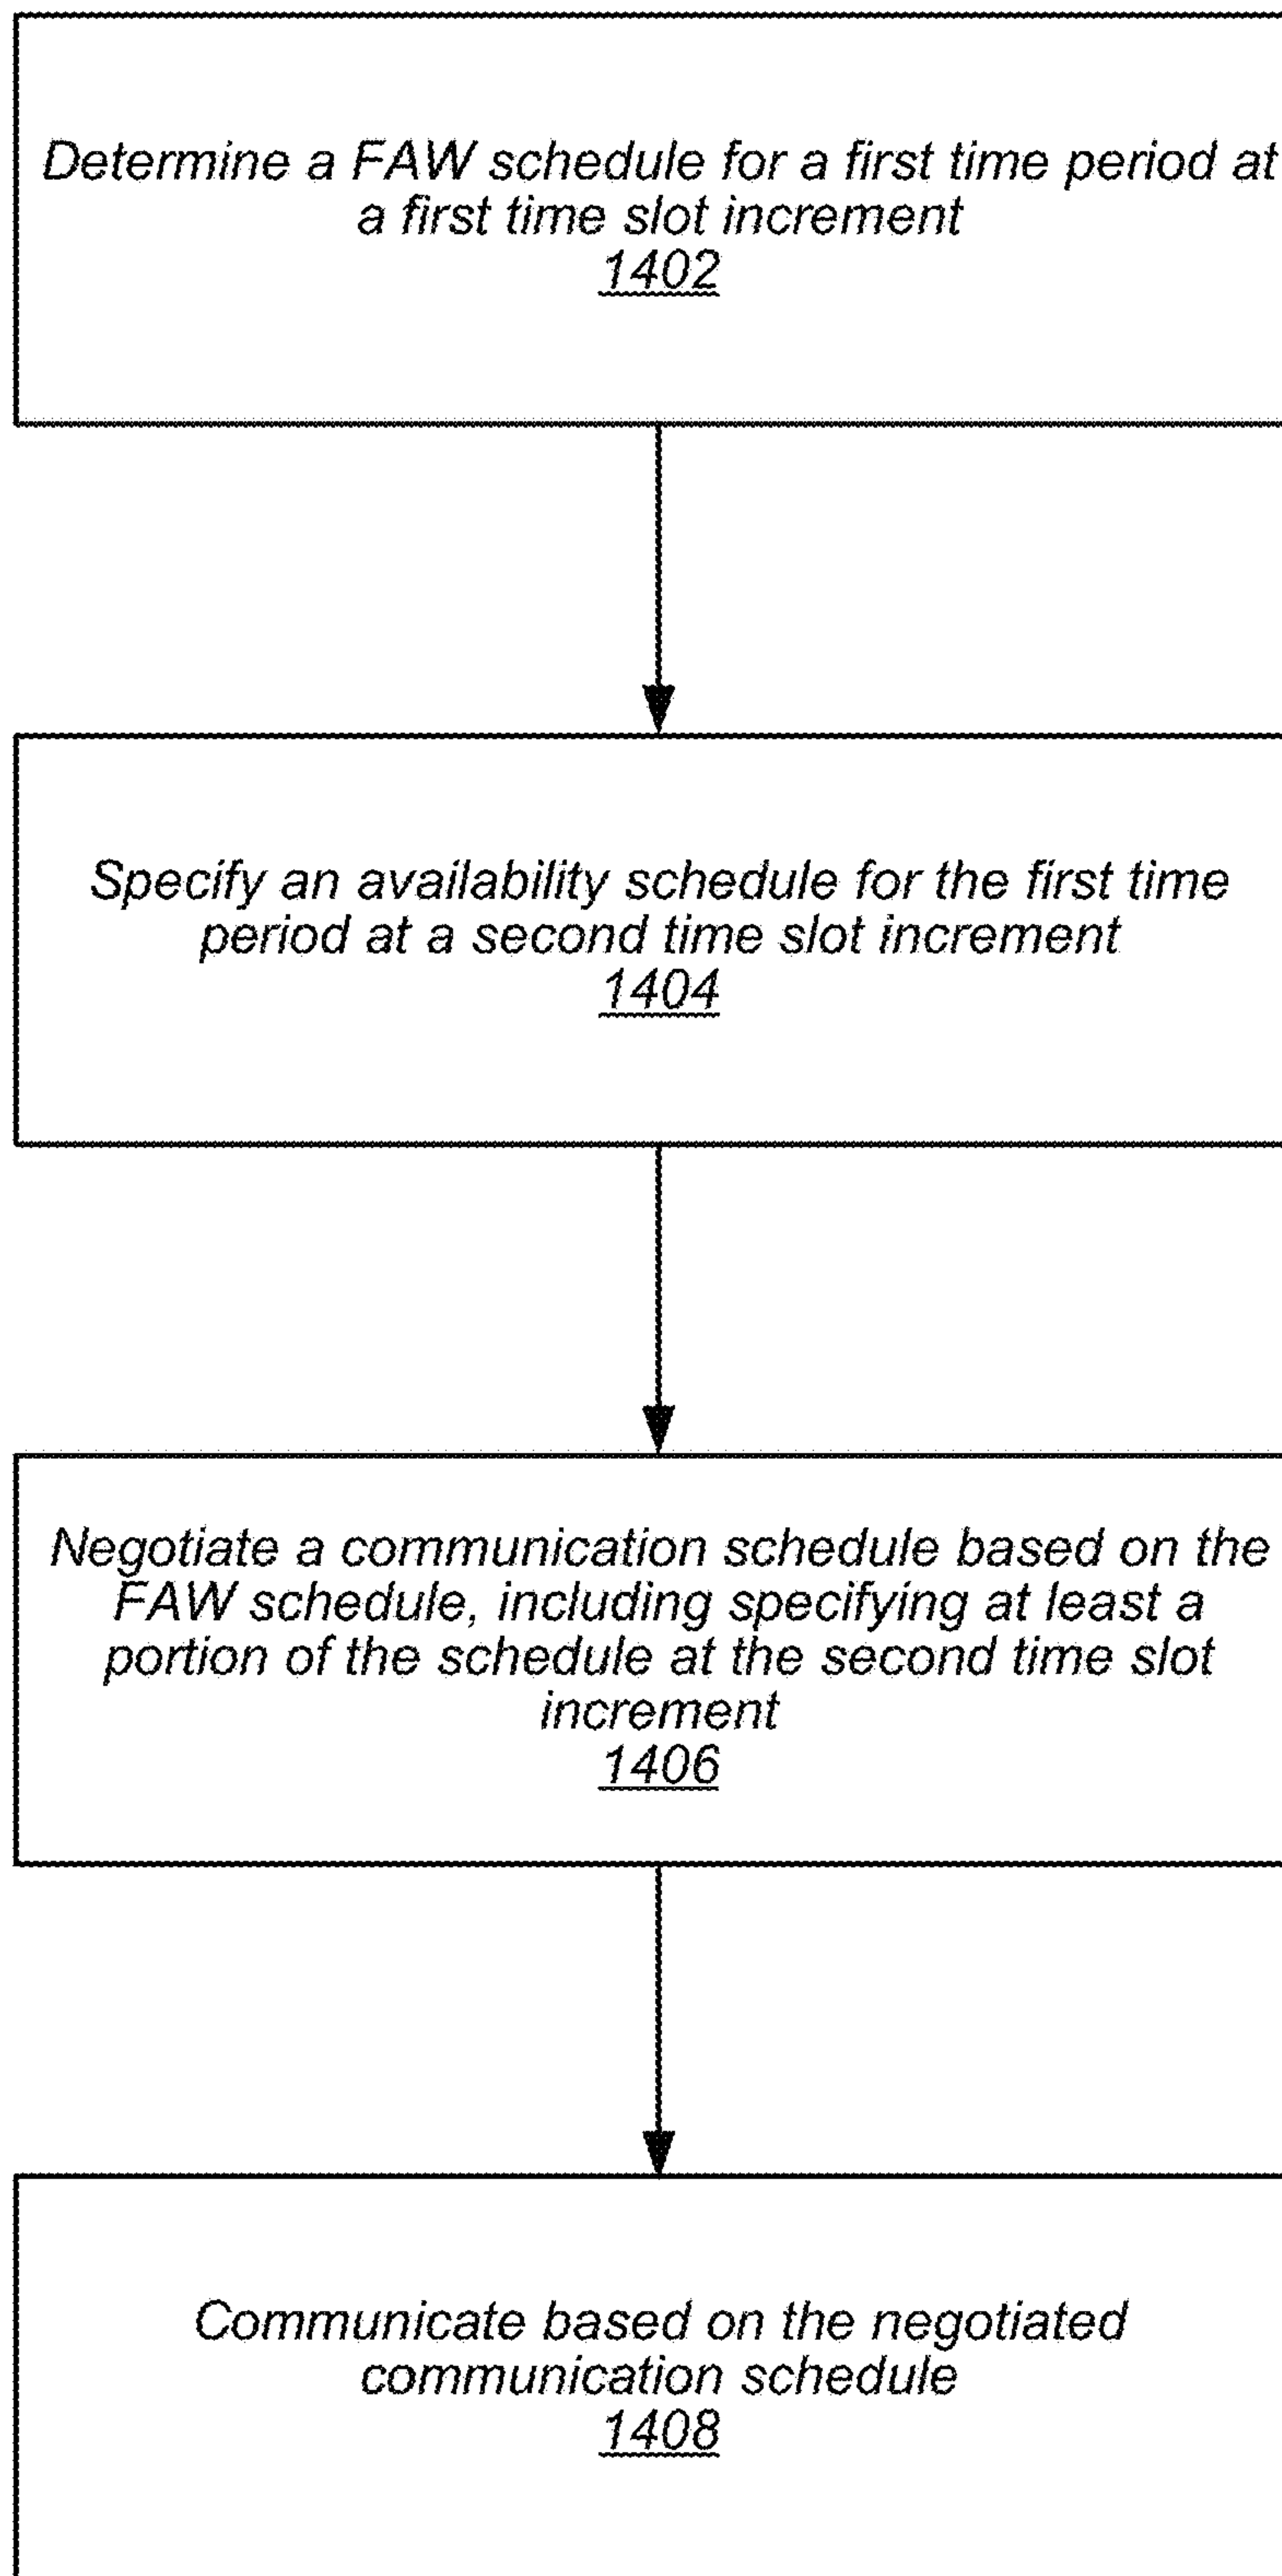 Determine a FAW schedule for a first time period at
a first time slot increment
1402
Specify an availability schedule for the first time
period at a second time slot increment
1404
Negotiate a communication schedule based on the
FAW schedule, including specifying at least a
portion of the schedule at the second time slot
increment
1406
Communicate based on the negotiated
communication schedule
1408